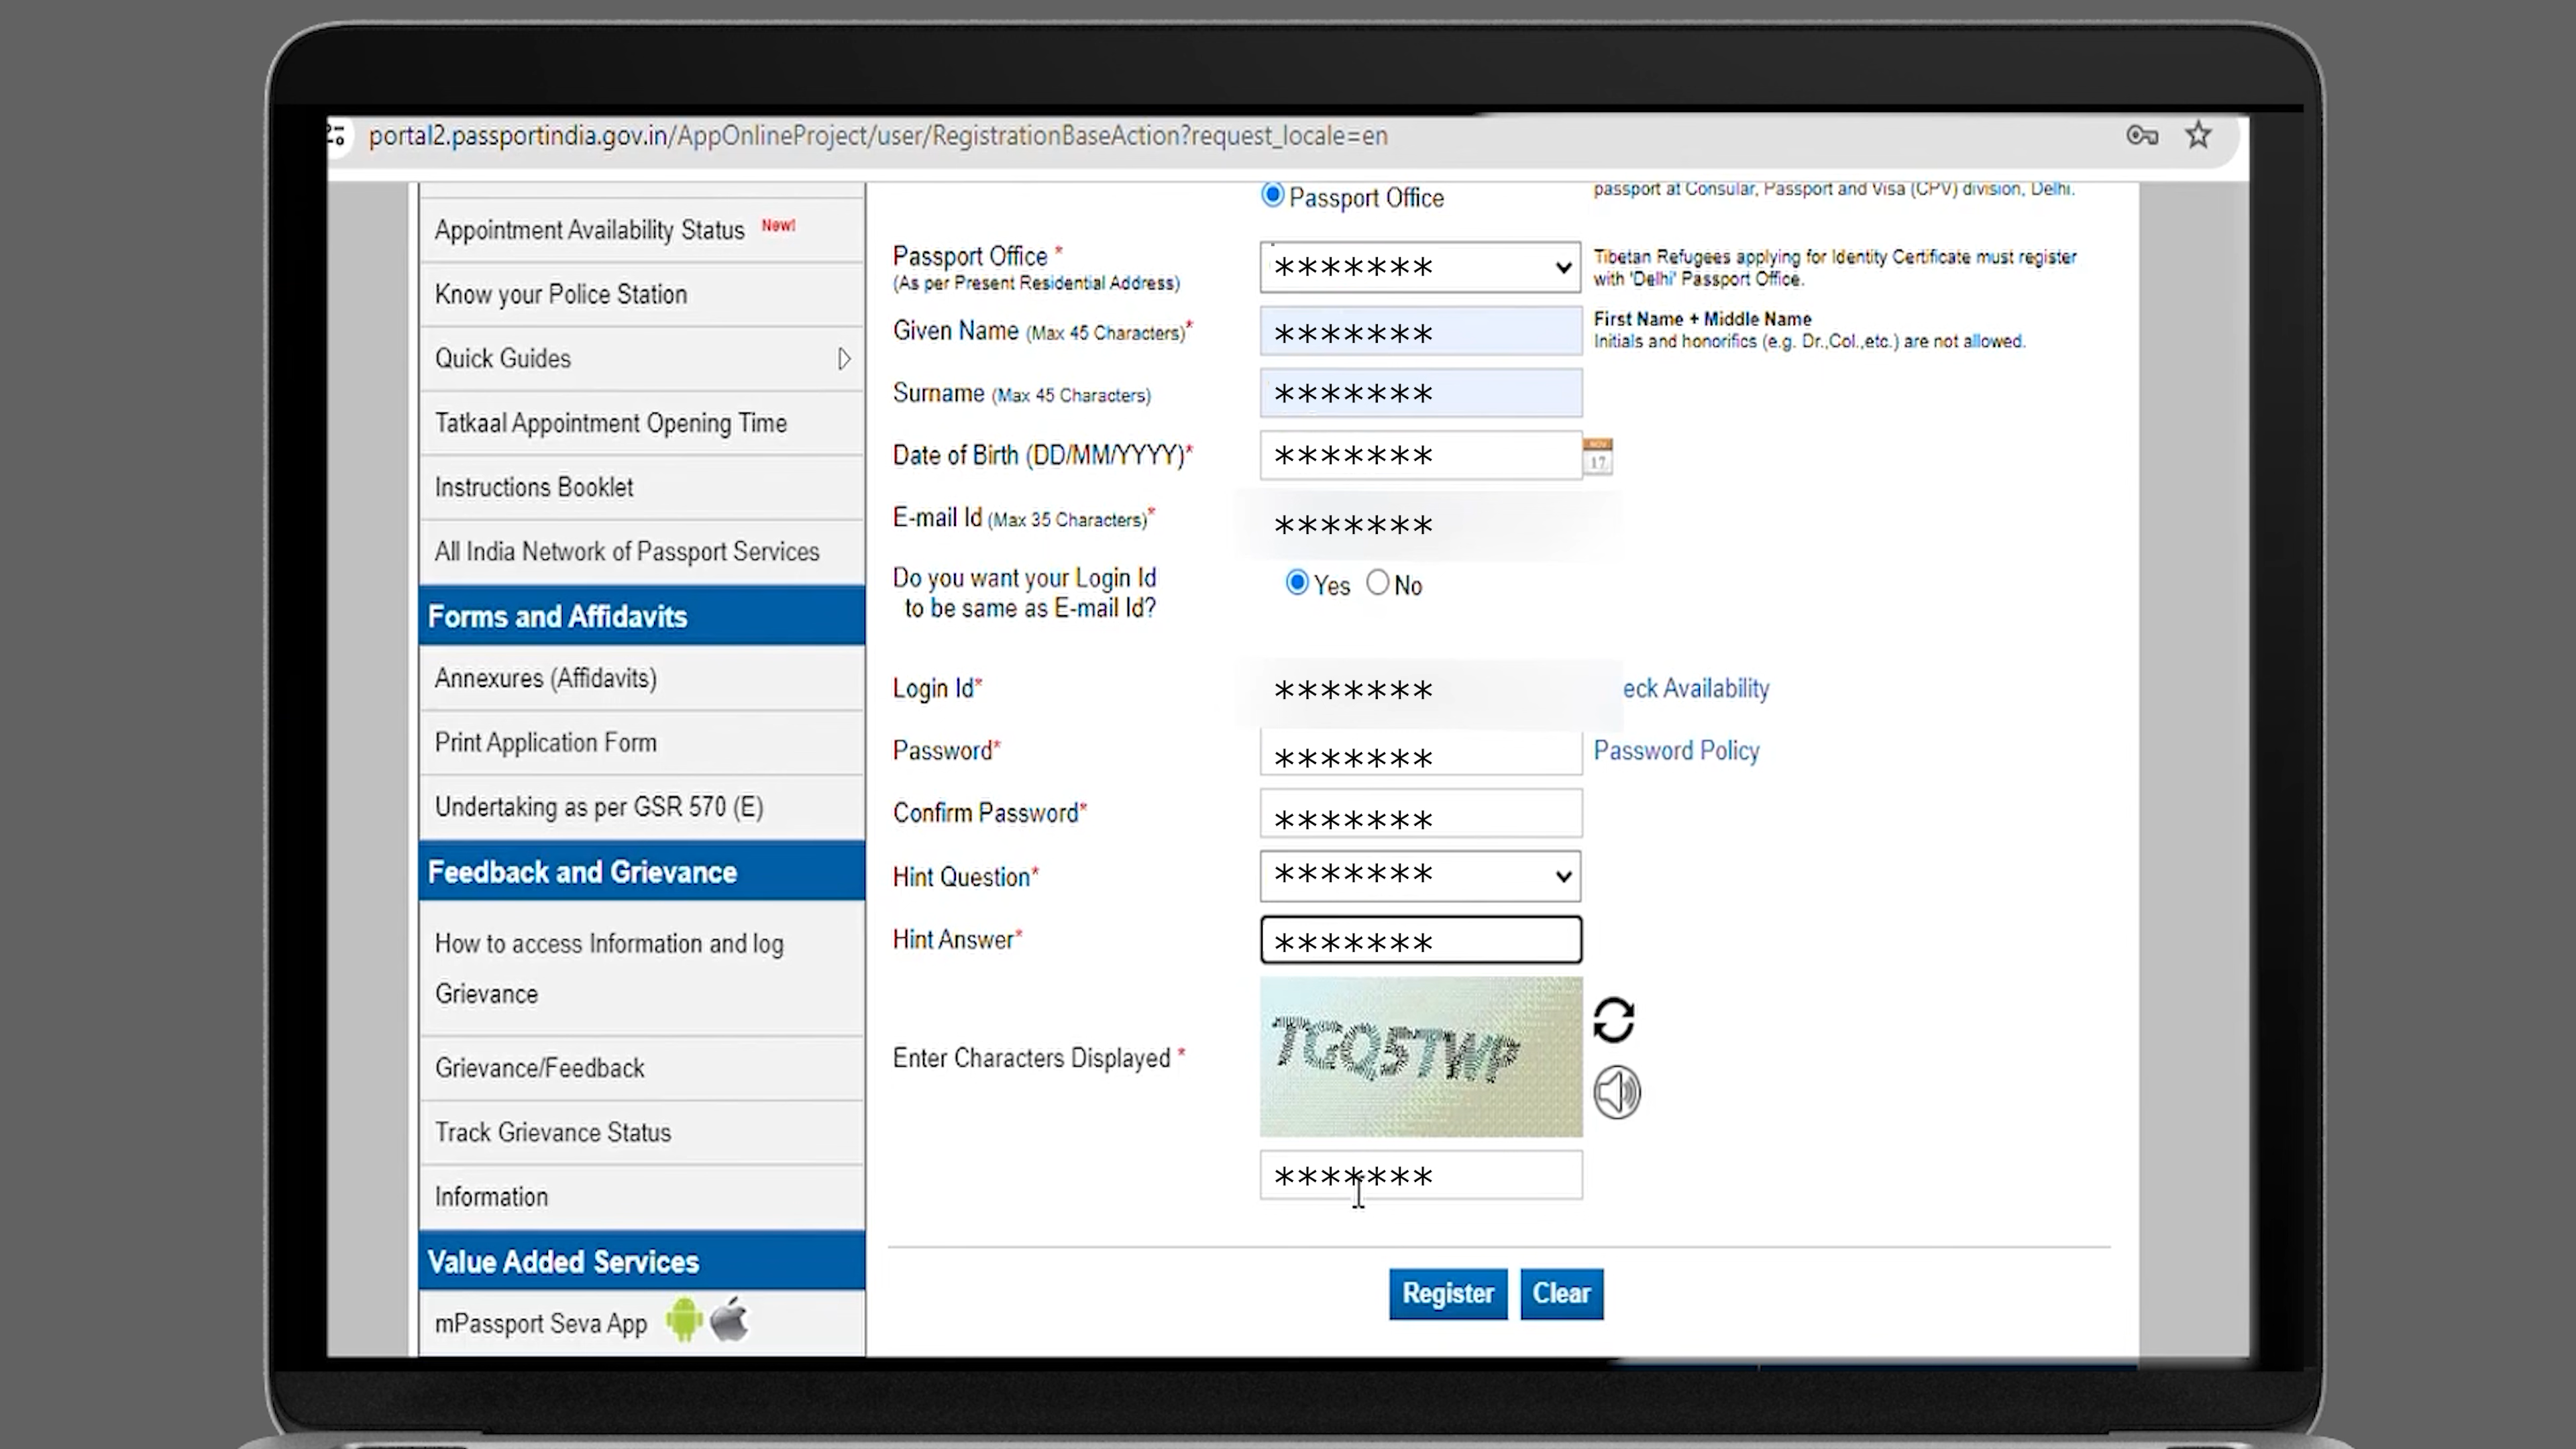 portal2.passportindia.gov.in/AppOnlineProject/user/RegistrationBaseAction?request_locale=en
Appointment Availability Status New!
Know your Police Station
Quick Guides
Tatkaal Appointment Opening Time
Instructions Booklet
All India Network of Passport Services
Forms and Affidavits
Annexures (Affidavits)
Print Application Form
Undertaking as per GSR 570 (E)
Feedback and Grievance
How to access Information and log
Grievance
Grievance/Feedback
Track Grievance Status
Information
Value Added Services
mPassport Seva App
Passport Office
passport at Consular, Passport and Visa (CPV) division, Delhi.
Passport Office *
(As per Present Residential Address)
*******
Tibetan Refugees applying for Identity Certificate must register
with 'Delhi' Passport Office.
Given Name (Max 45 Characters)*
*******
First Name + Middle Name
Initials and honorifics (e.g. Dr.,Col.,etc.) are not allowed.
Surname (Max 45 Characters)
*******
Date of Birth (DD/MM/YYYY)*
*******
NOV
17
E-mail Id (Max 35 Characters)*
*******
Do you want your Login Id
to be same as E-mail Id?
Yes No
Login Id*
*******
eck Availability
Password*
*******
Password Policy
Confirm Password*
*******
Hint Question*
*******
Hint Answer*
*******
Enter Characters Displayed *
TGQ5TWP
*******
Register Clear